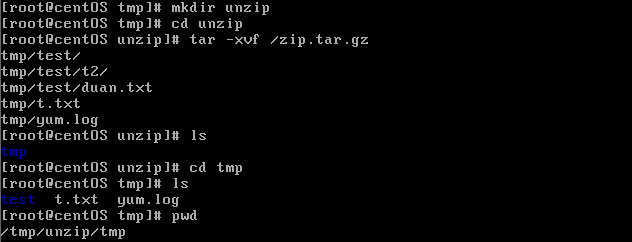 [root@centOS tmp]# mkdir unzip
[root@centOS tmp]# cd unzip
[root@centOS unzip]# tar -xvf /zip.tar.gz
tmp/test/
tmp/test/t2/
tmp/test/duan.txt
tmp/t.txt
tmp/yum.log
[root@centOS unzip]# ls
tmp
[root@centOS unzip]# cd tmp
[root@centOS tmp]# ls
test  t.txt  yum.log
[root@centOS tmp]# pwd
/tmp/unzip/tmp